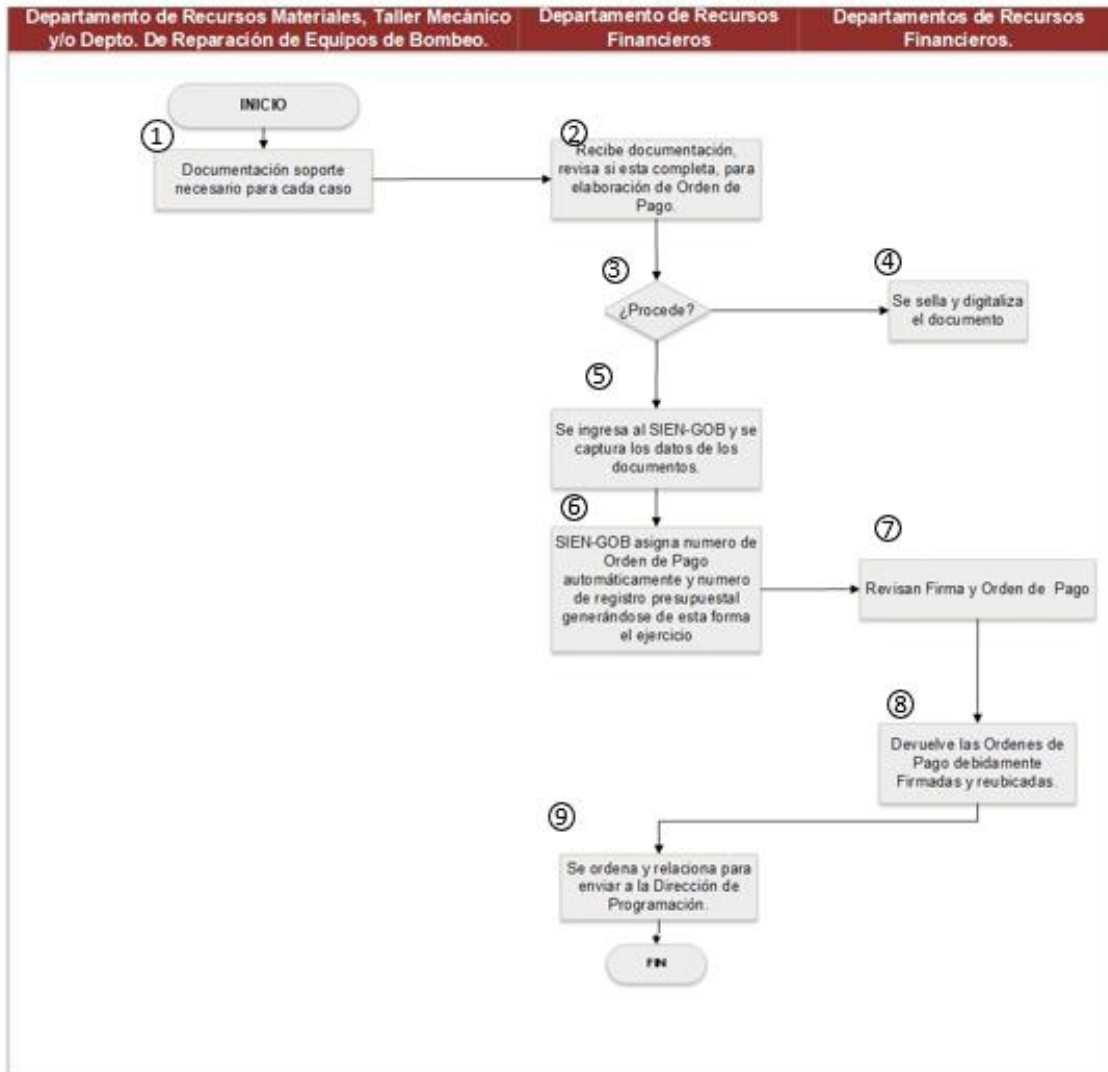 Departamento de Recursos Materiales, Taller Mecánico
y/o Depto. De Reparación de Equipos de Bombeo.
Departamento de Recursos
Financieros
Departamentos de Recursos
Financieros.
INICIO
①
Documentación soporte
necesario para cada caso
②
Recibe documentación,
revisa si esta completa, para
elaboración de Orden de
Pago.
③
¿Procede?
④
Se sella y digitaliza
el documento
⑤
Se ingresa al SIEN-GOB y se
captura los datos de los
documentos.
⑥
SIEN-GOB asigna numero de
Orden de Pago
automáticamente y numero
de registro presupuestal
generándose de esta forma
el ejercicio
⑦
Revisan Firma y Orden de Pago
⑧
Devuelve las Ordenes de
Pago debidamente
Firmadas y reubicadas.
⑨
Se ordena y relaciona para
enviar a la Dirección de
Programación.
FIN